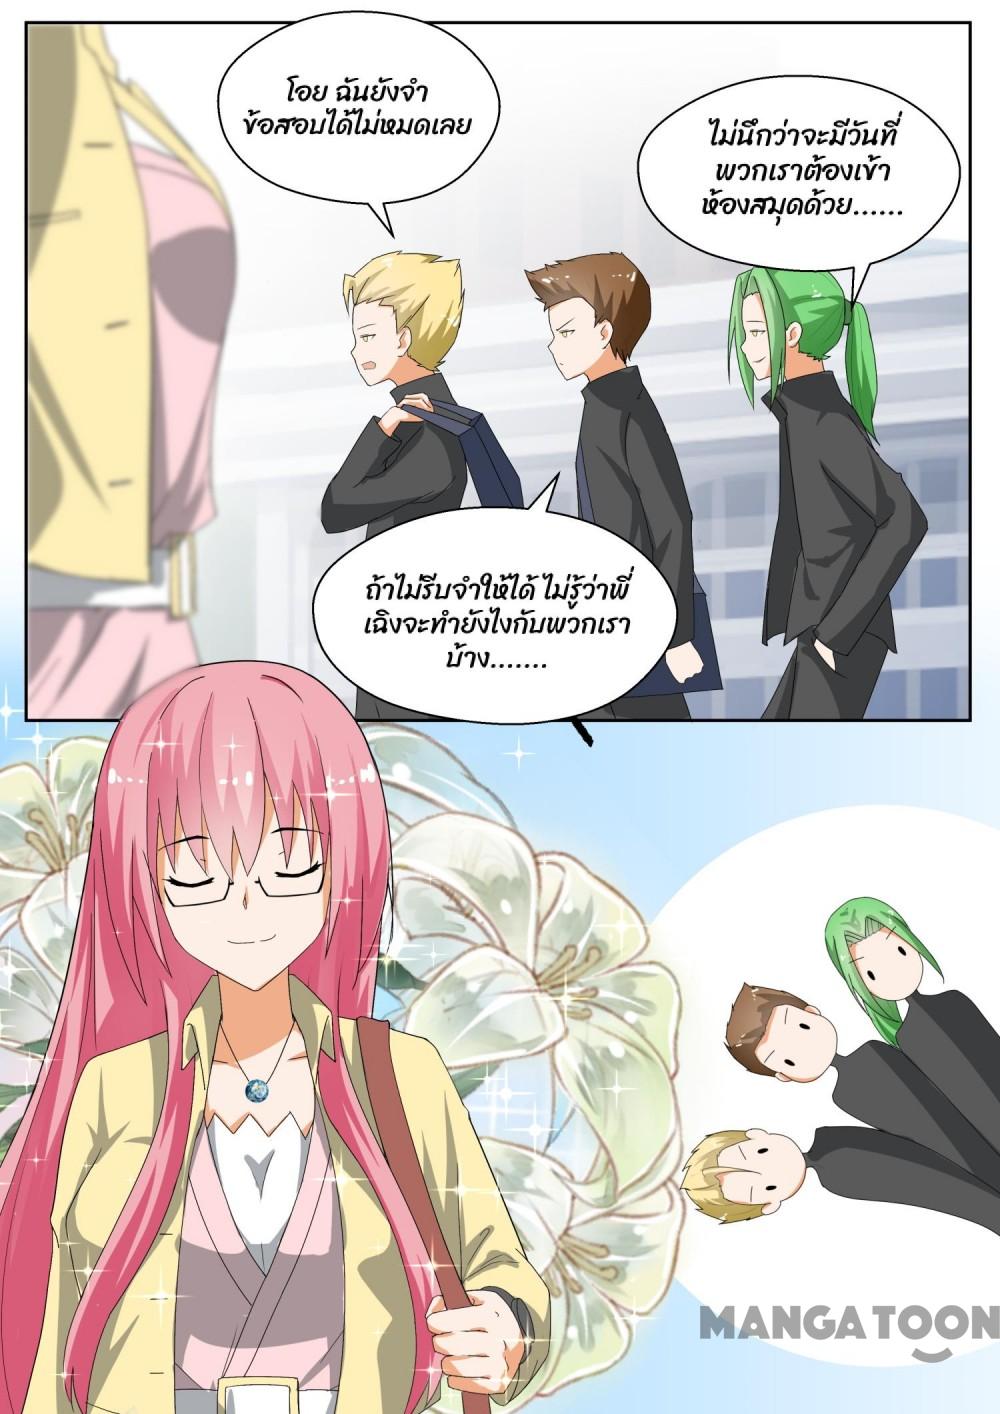 โอย ฉันยังจำ
ข้อสอบได้ไม่หมดเลย
ไม่นึกว่าจะมีวันที่
พวกเราต้องเข้า
ห้องสมุดด้วย......
ถ้าไม่รีบจำให้ได้ ไม่รู้ว่าพี่
เฉิงจะทำยังไงกับพวกเรา
บ้าง.......
MANGATOON